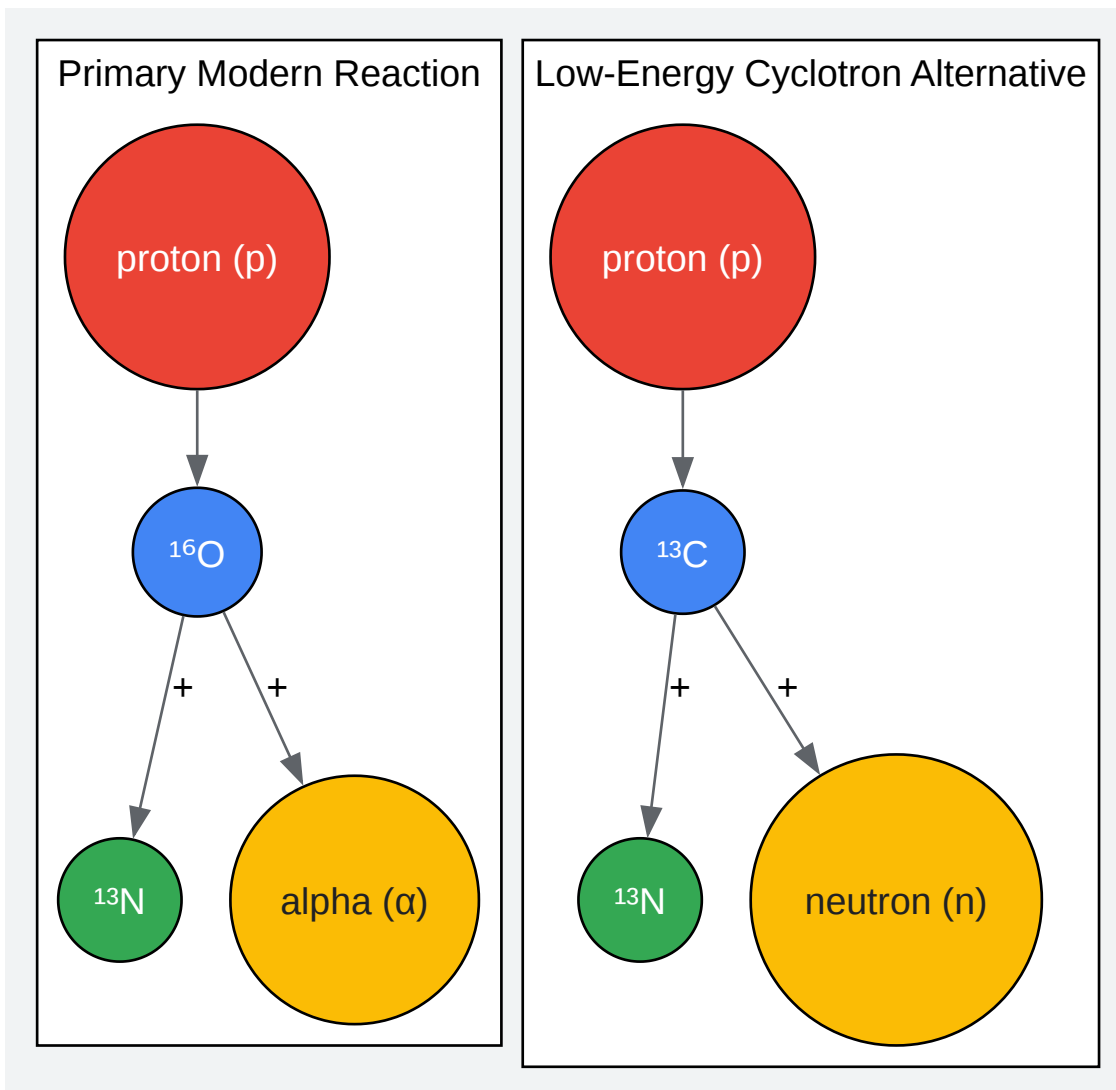 Primary Modern Reaction
proton (p)
¹⁶O
+
+
¹³N
alpha (α)
Low-Energy Cyclotron Alternative
proton (p)
¹³C
+
+
¹³N
neutron (n)